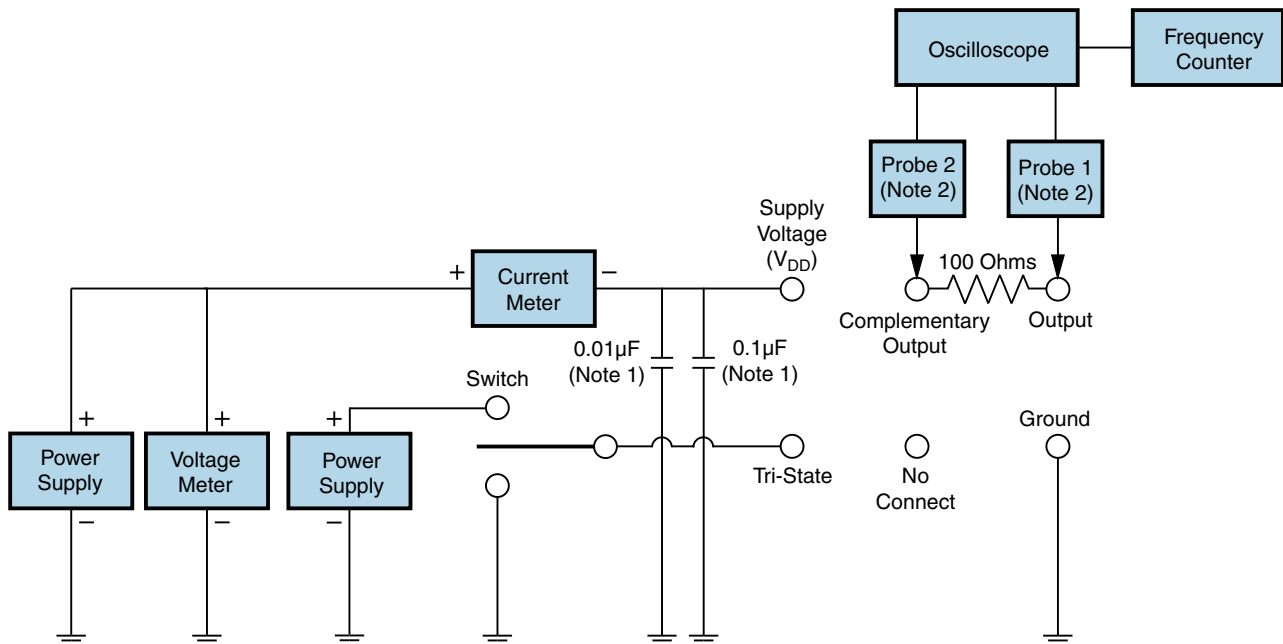 Oscilloscope
Frequency
Counter
Probe 2
(Note 2)
Probe 1
(Note 2)
Supply
Voltage
(VDD)
+
Current
Meter
−
100 Ohms
Complementary
Output
Output
0.01µF
(Note 1)
0.1µF
(Note 1)
Switch
+
Power
Supply
−
+
Voltage
Meter
−
+
Power
Supply
−
Tri-State
No
Connect
Ground